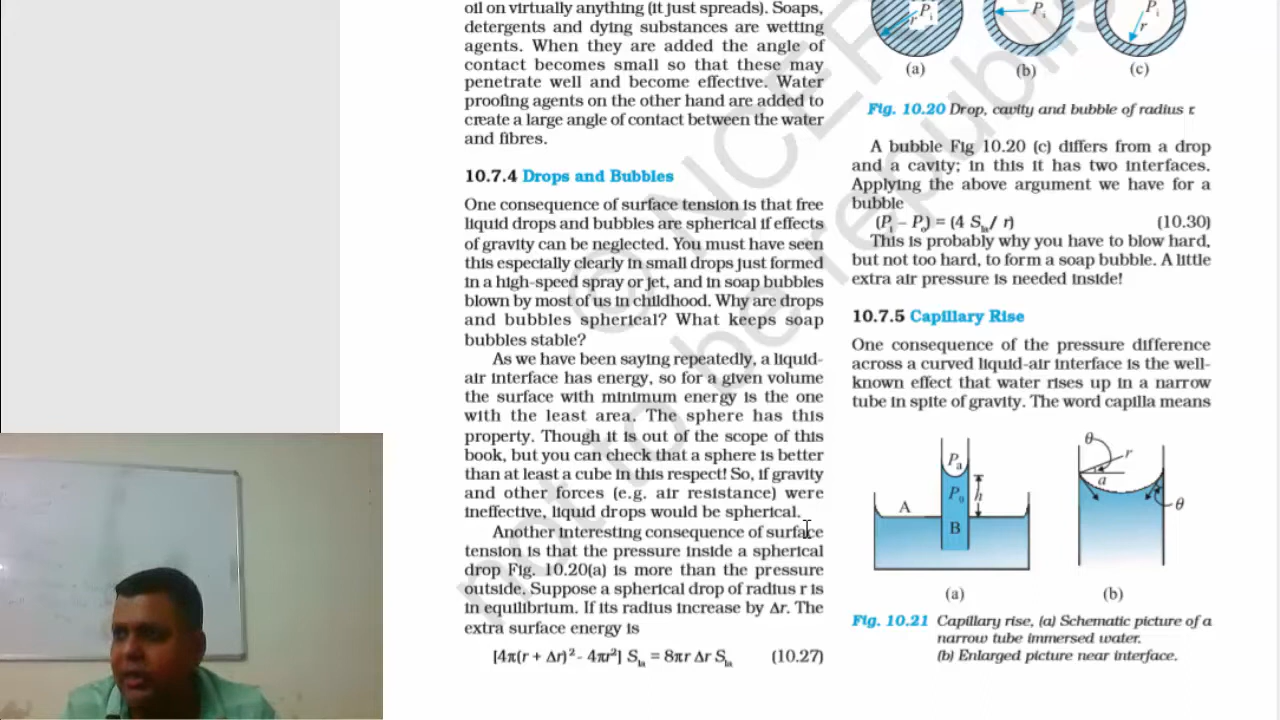 oil on virtually anything (it just spreads). Soaps,
detergents and dying substances are wetting
agents. When they are added the angle of
contact becomes small so that these may
penetrate well and become effective. Water
proofing agents on the other hand are added to
create a large angle of contact between the water
and fibres.
10.7.4 Drops and Bubbles
One consequence of surface tension is that free
liquid drops and bubbles are spherical if effects
of gravity can be neglected. You must have seen
this especially clearly in small drops just formed
in a high-speed spray or jet, and in soap bubbles
blown by most of us in childhood. Why are drops
and bubbles spherical? What keeps soap
bubbles stable?
As we have been saying repeatedly, a liquid-
air interface has energy, so for a given volume
the surface with minimum energy is the one
with the least area. The sphere has this
property. Though it is out of the scope of this
book, but you can check that a sphere is better
than at least a cube in this respect! So, if gravity
and other forces (e.g. air resistance) were
ineffective, liquid drops would be spherical.
Another interesting consequence of surface
tension is that the pressure inside a spherical
drop Fig. 10.20(a) is more than the pressure
outside. Suppose a spherical drop of radius r is
in equilibrium. If its radius increase by Δr. The
extra surface energy is
[4π(r + Δr)² - 4πr²] Sla = 8πr Δr Sla (10.27)
Pi Pi Pi
r r
(a) (b) (c)
Fig. 10.20 Drop, cavity and bubble of radius r.
A bubble Fig 10.20 (c) differs from a drop
and a cavity; in this it has two interfaces.
Applying the above argument we have for a
bubble
(Pi – Po) = (4 Sla/ r) (10.30)
This is probably why you have to blow hard,
but not too hard, to form a soap bubble. A little
extra air pressure is needed inside!
10.7.5 Capillary Rise
One consequence of the pressure difference
across a curved liquid-air interface is the well-
known effect that water rises up in a narrow
tube in spite of gravity. The word capilla means
Pa
P0 h
A
B
θ
r
a
θ
(a) (b)
Fig. 10.21 Capillary rise, (a) Schematic picture of a
narrow tube immersed water.
(b) Enlarged picture near interface.
© NCERT
not to be republis